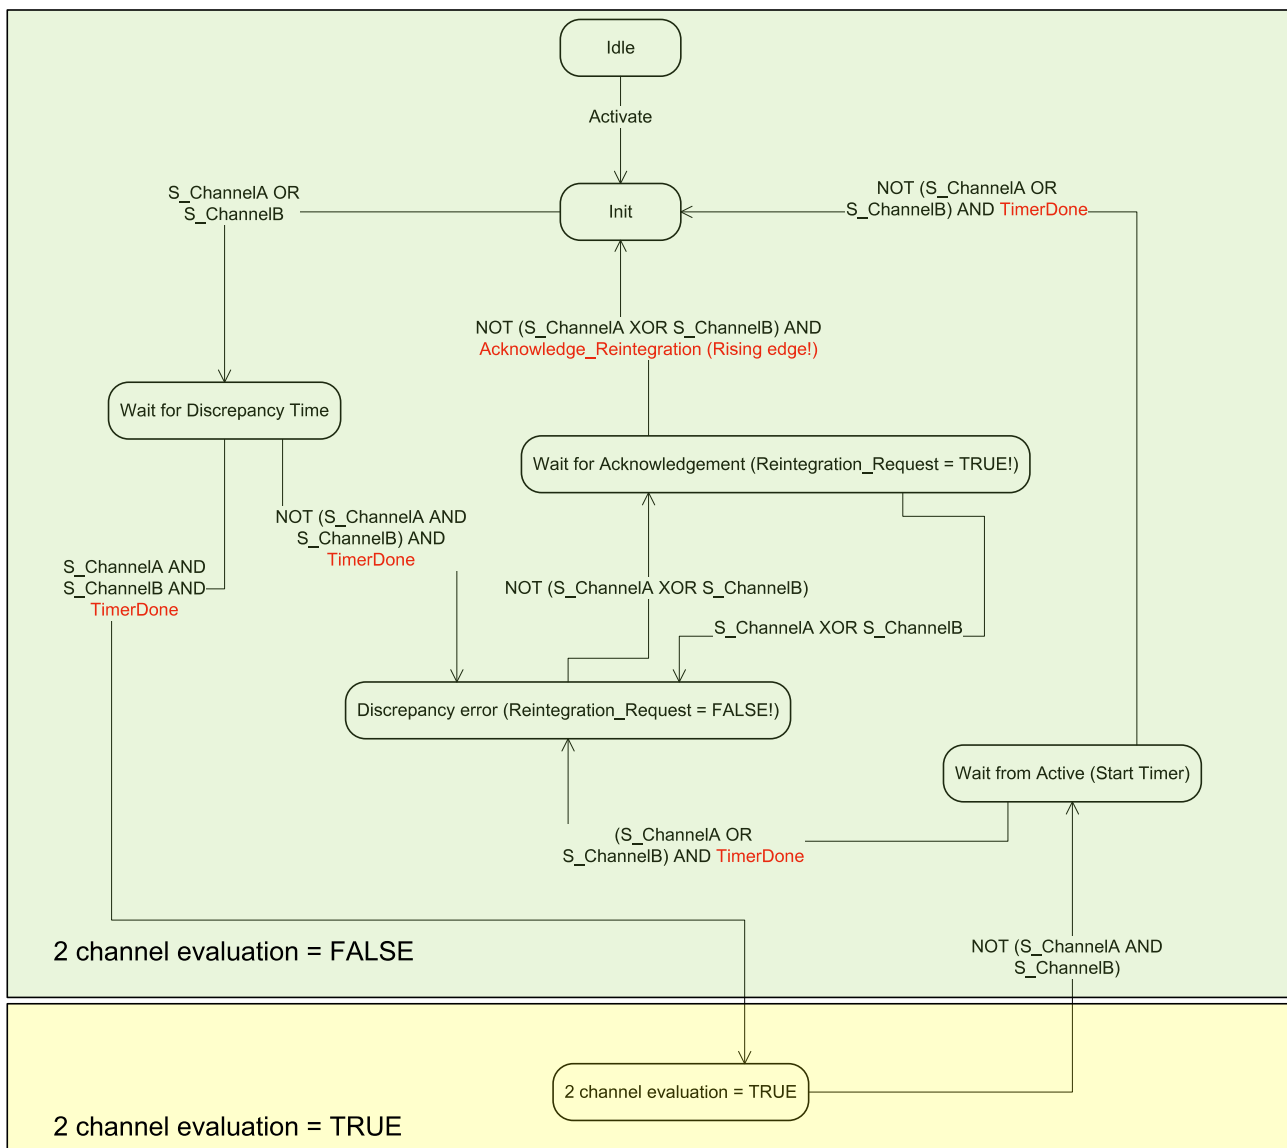 Idle
Activate
S_ChannelA OR
S_ChannelB
Init
NOT (S_ChannelA OR
S_ChannelB) AND TimerDone
NOT (S_ChannelA XOR S_ChannelB) AND
Acknowledge_Reintegration (Rising edge!)
Wait for Discrepancy Time
Wait for Acknowledgement (Reintegration_Request = TRUE!)
NOT (S_ChannelA AND
S_ChannelB) AND
TimerDone
S_ChannelA AND
S_ChannelB AND
TimerDone
NOT (S_ChannelA XOR S_ChannelB)
S_ChannelA XOR S_ChannelB
Discrepancy error (Reintegration_Request = FALSE!)
Wait from Active (Start Timer)
(S_ChannelA OR
S_ChannelB) AND TimerDone
2 channel evaluation = FALSE
NOT (S_ChannelA AND
S_ChannelB)
2 channel evaluation = TRUE
2 channel evaluation = TRUE